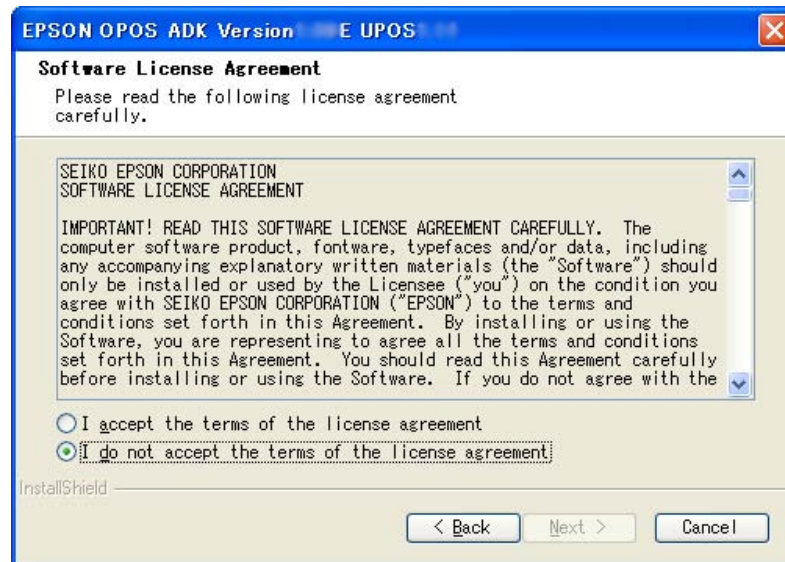 EPSON OPOS ADK Version E UPOS
Software License Agreement
Please read the following license agreement
carefully.
SEIKO EPSON CORPORATION
SOFTWARE LICENSE AGREEMENT
IMPORTANT! READ THIS SOFTWARE LICENSE AGREEMENT CAREFULLY. The
computer software product, fontware, typefaces and/or data, including
any accompanying explanatory written materials (the "Software") should
only be installed or used by the Licensee ("you") on the condition you
agree with SEIKO EPSON CORPORATION ("EPSON") to the terms and
conditions set forth in this Agreement. By installing or using the
Software, you are representing to agree all the terms and conditions
set forth in this Agreement. You should read this Agreement carefully
before installing or using the Software. If you do not agree with the
I accept the terms of the license agreement
I do not accept the terms of the license agreement
InstallShield
< Back Next > Cancel